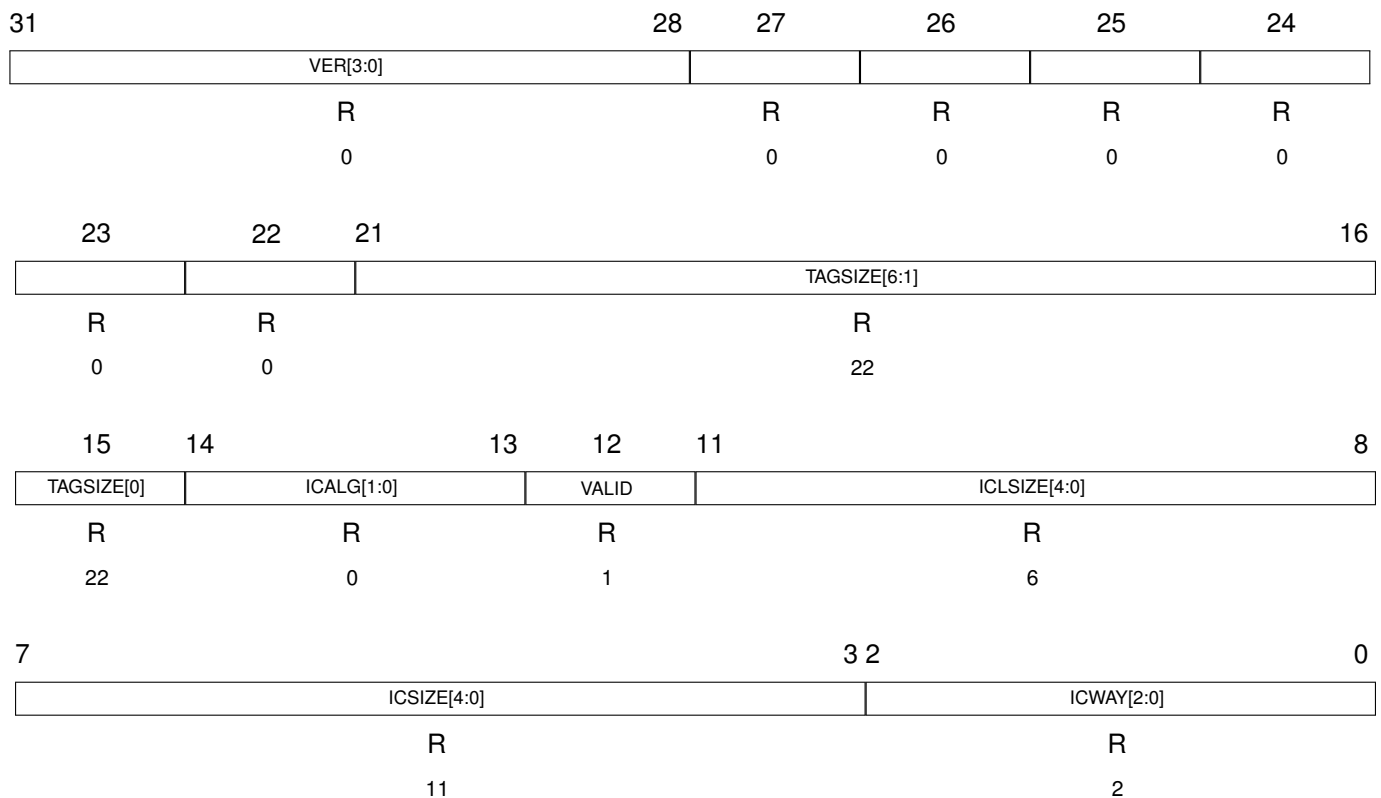 31 28 27 26 25 24
VER[3:0]
R R R R R
0 0 0 0 0
23 22 21 16
TAGSIZE[6:1]
R R R
0 0 22
15 14 13 12 11 8
TAGSIZE[0] ICALG[1:0] VALID ICLSIZE[4:0]
R R R R
22 0 1 6
7 3 2 0
ICSIZE[4:0] ICWAY[2:0]
R R
11 2